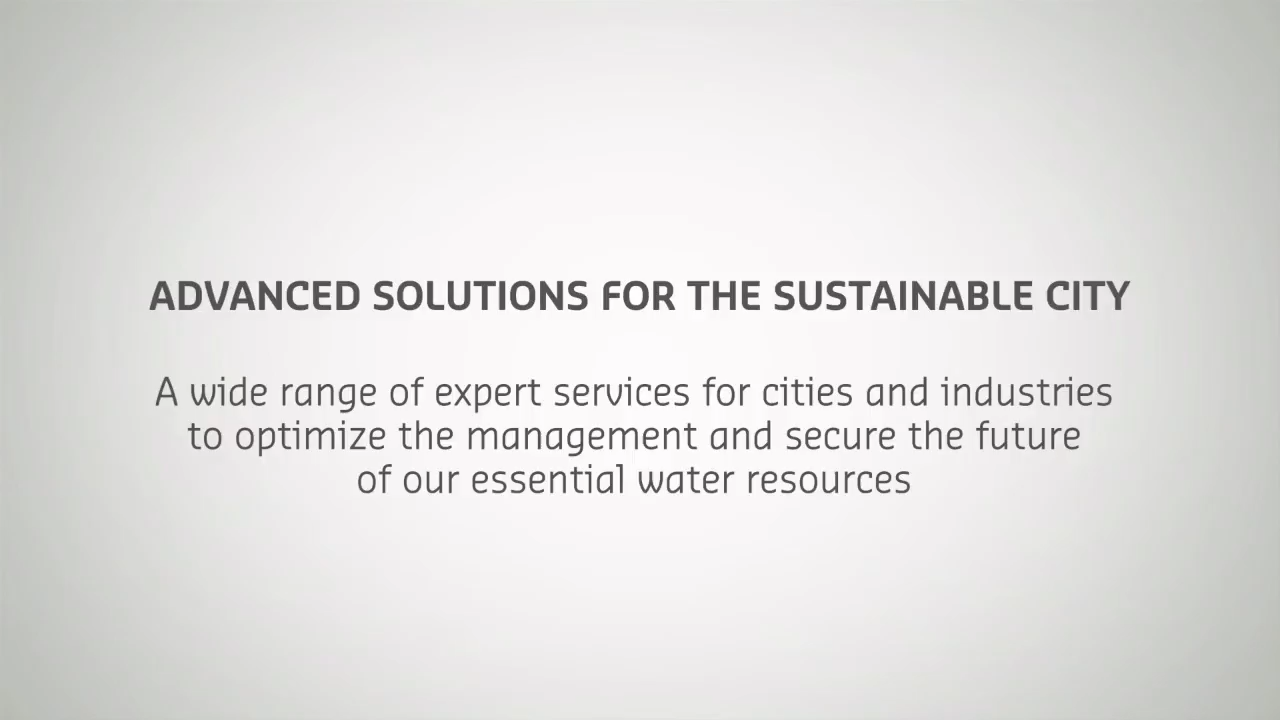 ADVANCED SOLUTIONS FOR THE SUSTAINABLE CITY
A wide range of expert services for cities and industries
to optimize the management and secure the future
of our essential water resources